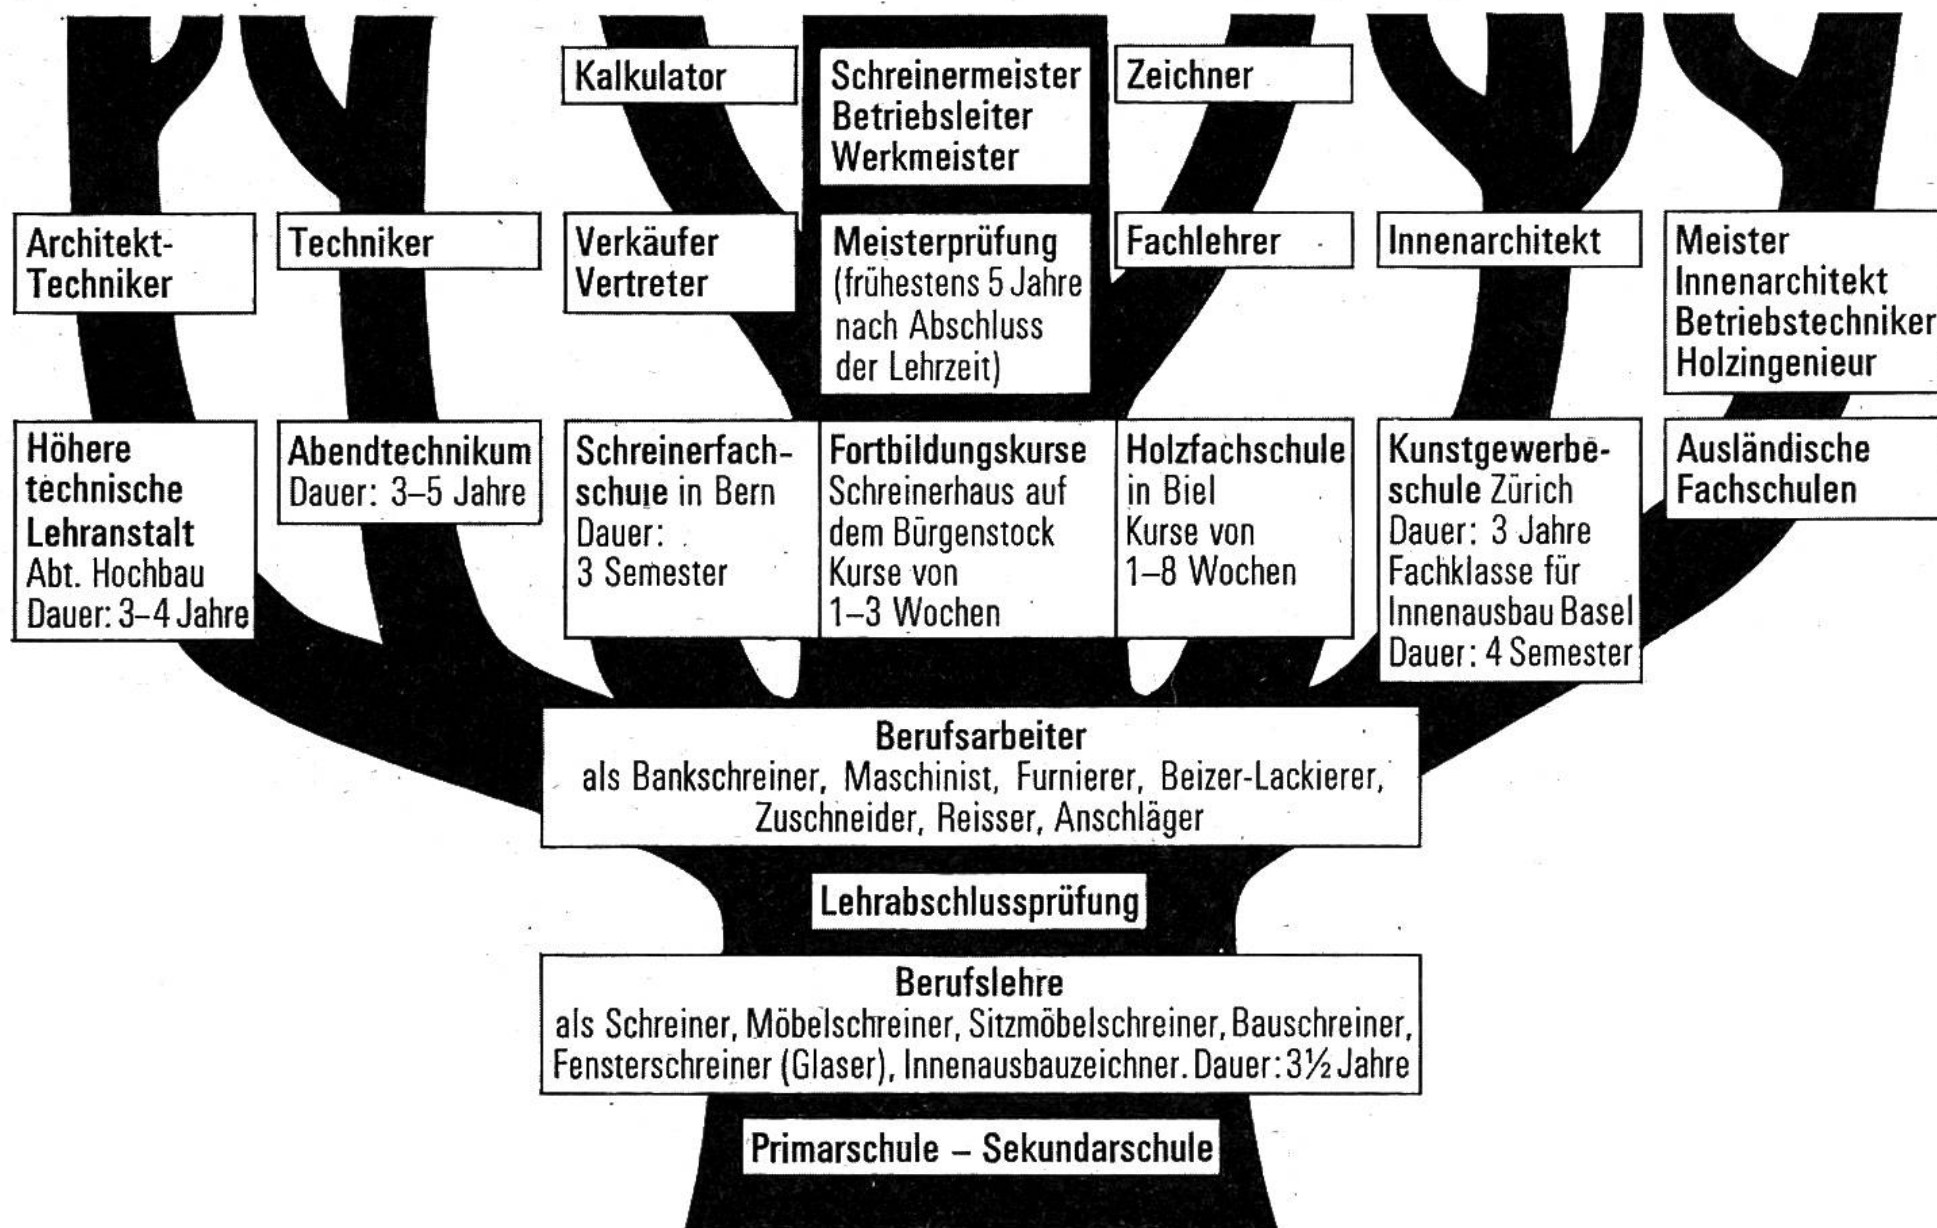 Kalkulator
Schreinermeister
Betriebsleiter
Werkmeister
Zeichner
Architekt-
Techniker
Techniker
Verkäufer
Vertreter
Meisterprüfung
(frühestens 5 Jahre
nach Abschluss
der Lehrzeit)
Fachlehrer
Innenarchitekt
Meister
Innenarchitekt
Betriebstechniker
Holzingenieur
Höhere
technische
Lehranstalt
Abt. Hochbau
Dauer: 3–4 Jahre
Abendtechnikum
Dauer: 3–5 Jahre
Schreinerfach-
schule in Bern
Dauer:
3 Semester
Fortbildungskurse
Schreinerhaus auf
dem Bürgenstock
Kurse von
1–3 Wochen
Holzfachschule
in Biel
Kurse von
1–8 Wochen
Kunstgewerbe-
schule Zürich
Dauer: 3 Jahre
Fachklasse für
Innenausbau Basel
Dauer: 4 Semester
Ausländische
Fachschulen
Berufsarbeiter
als Bankschreiner, Maschinist, Furnierer, Beizer-Lackierer,
Zuschneider, Reisser, Anschläger
Lehrabschlussprüfung
Berufslehre
als Schreiner, Möbelschreiner, Sitzmöbelschreiner, Bauschreiner,
Fensterschreiner (Glaser), Innenausbauzeichner. Dauer: 3½ Jahre
Primarschule – Sekundarschule